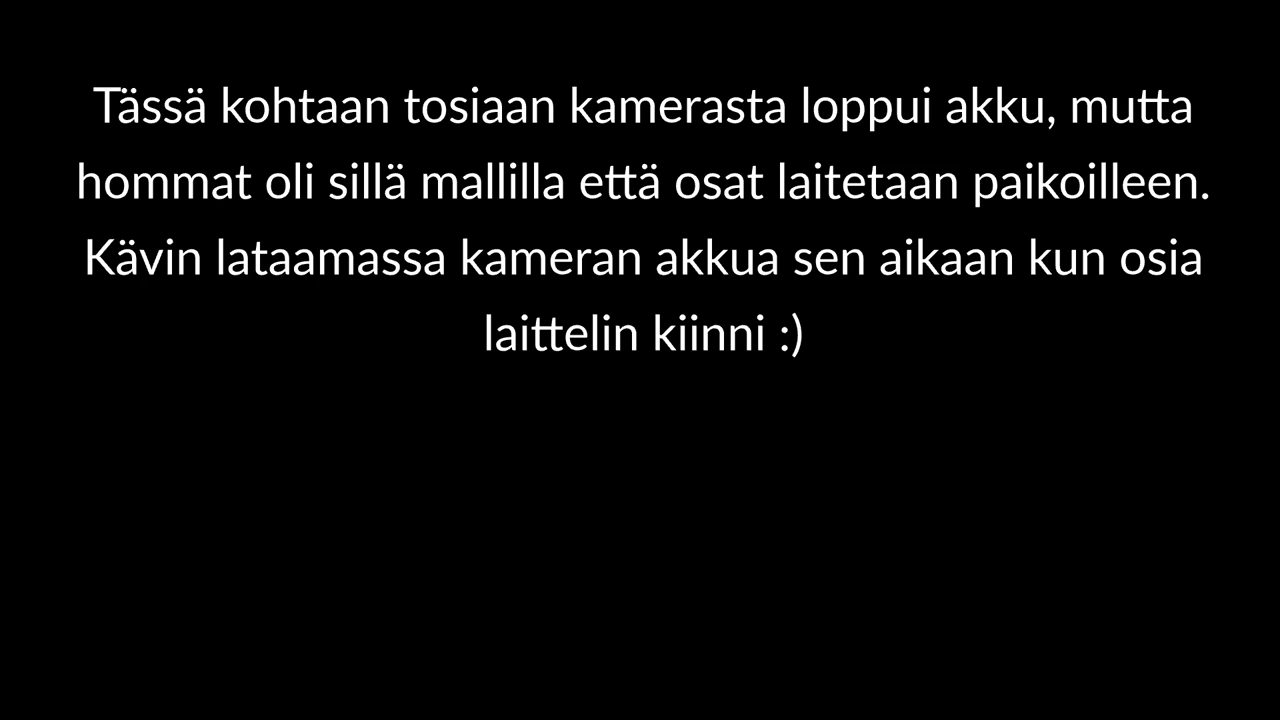 Tässä kohtaan tosiaan kamerasta loppui akku, mutta
hommat oli sillä mallilla että osat laitetaan paikoilleen.
Kävin lataamassa kameran akkua sen aikaan kun osia
laittelin kiinni :)